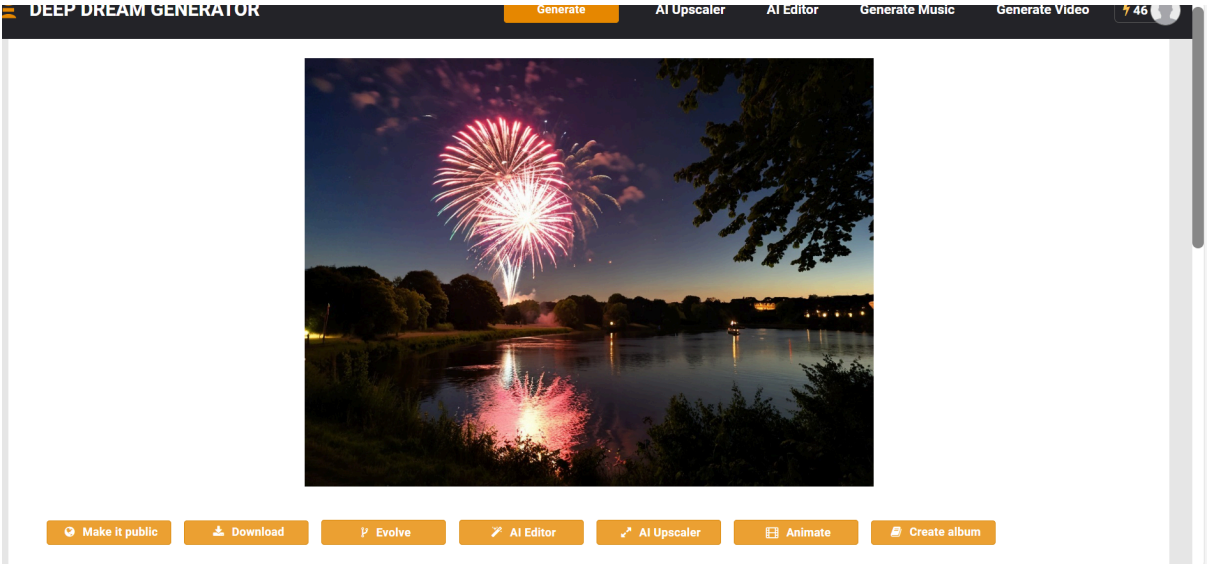 DEEP DREAM GENERATOR
Generate
AI Upscaler
AI Editor
Generate Music
Generate Video
46
Make it public
Download
Evolve
AI Editor
AI Upscaler
Animate
Create album